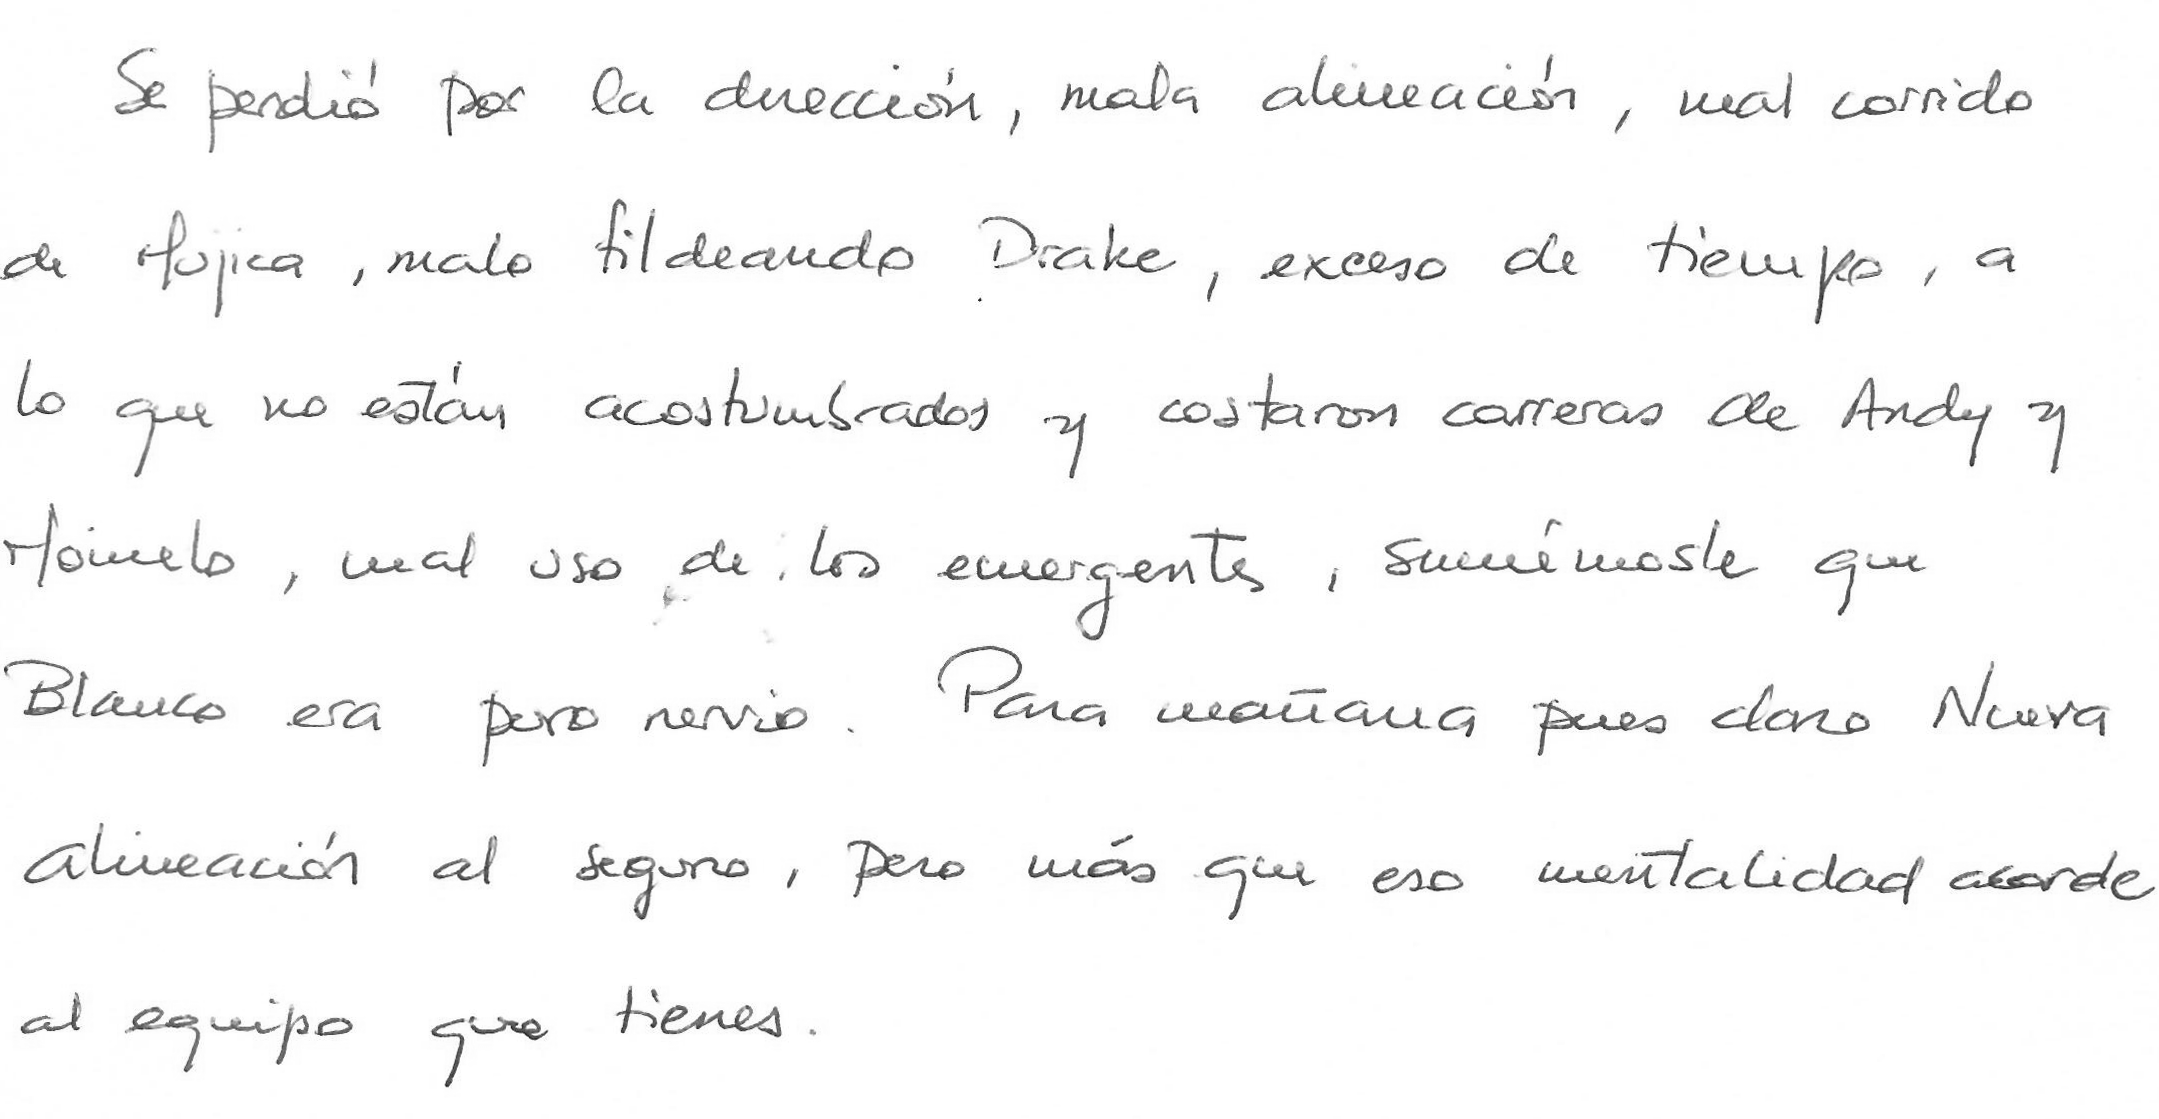 Se perdió por la dirección, mala alineación, mal corrido
de Mojica, malo fildeando Drake, exceso de tiempo, a
lo que no están acostumbrados y costaron carreras de Andy y
Moimelo, mal uso de los emergentes, sumémosle que
Blanco era puro nervio. Para mañana pues claro Nueva
alineación al seguro, pero más que eso mentalidad acorde
al equipo que tienes.